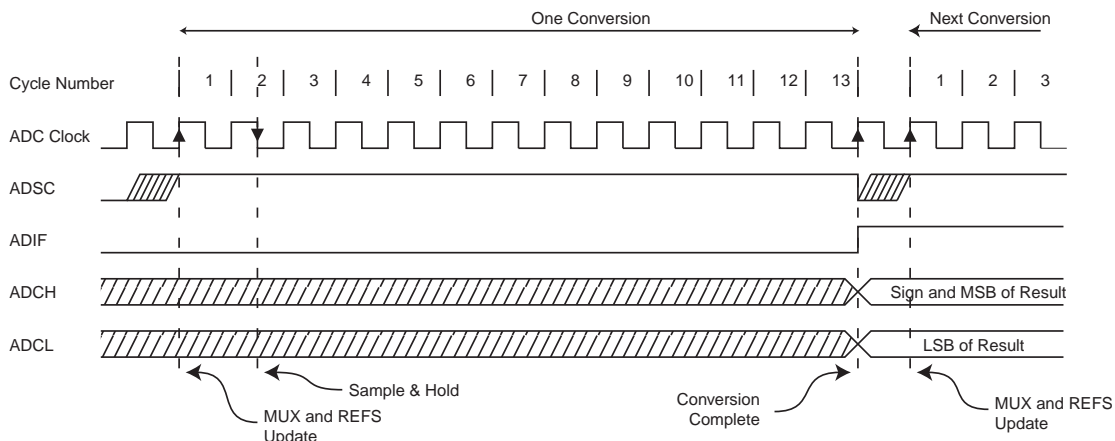 One Conversion
Next Conversion
Cycle Number
1 2 3 4 5 6 7 8 9 10 11 12 13 1 2 3
ADC Clock
ADSC
ADIF
ADCH
Sign and MSB of Result
ADCL
LSB of Result
MUX and REFS
Update
Sample & Hold
Conversion
Complete
MUX and REFS
Update